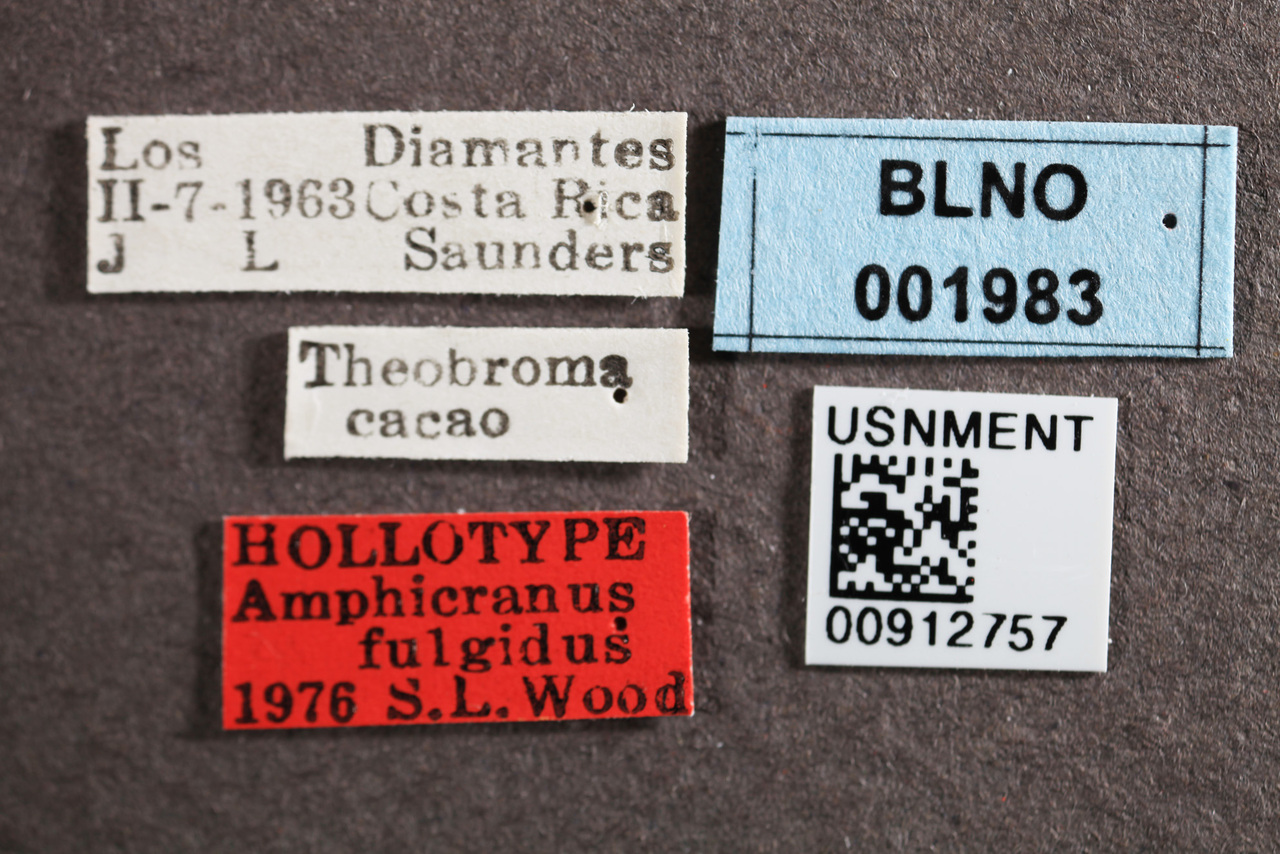 Los Diamantes
II-7-1963 Costa Rica
J L Saunders
Theobroma
cacao
HOLLOTYPE
Amphicranus
fulgidus
1976 S.L. Wood
BLNO
001983
USNMENT
00912757